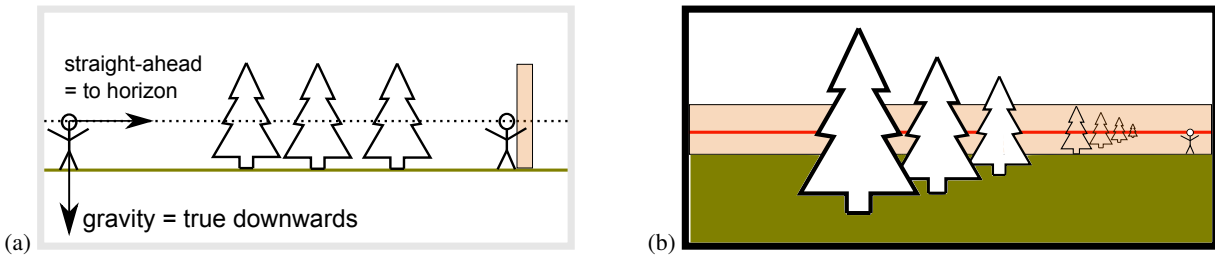 straight-ahead
= to horizon
gravity = true downwards
(a)
(b)